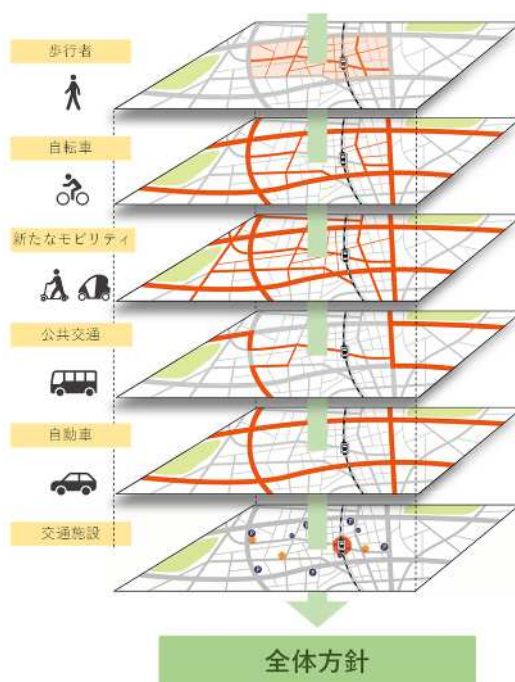 歩行者
自転車
新たなモビリティ
公共交通
自動車
交通施設
全体方針